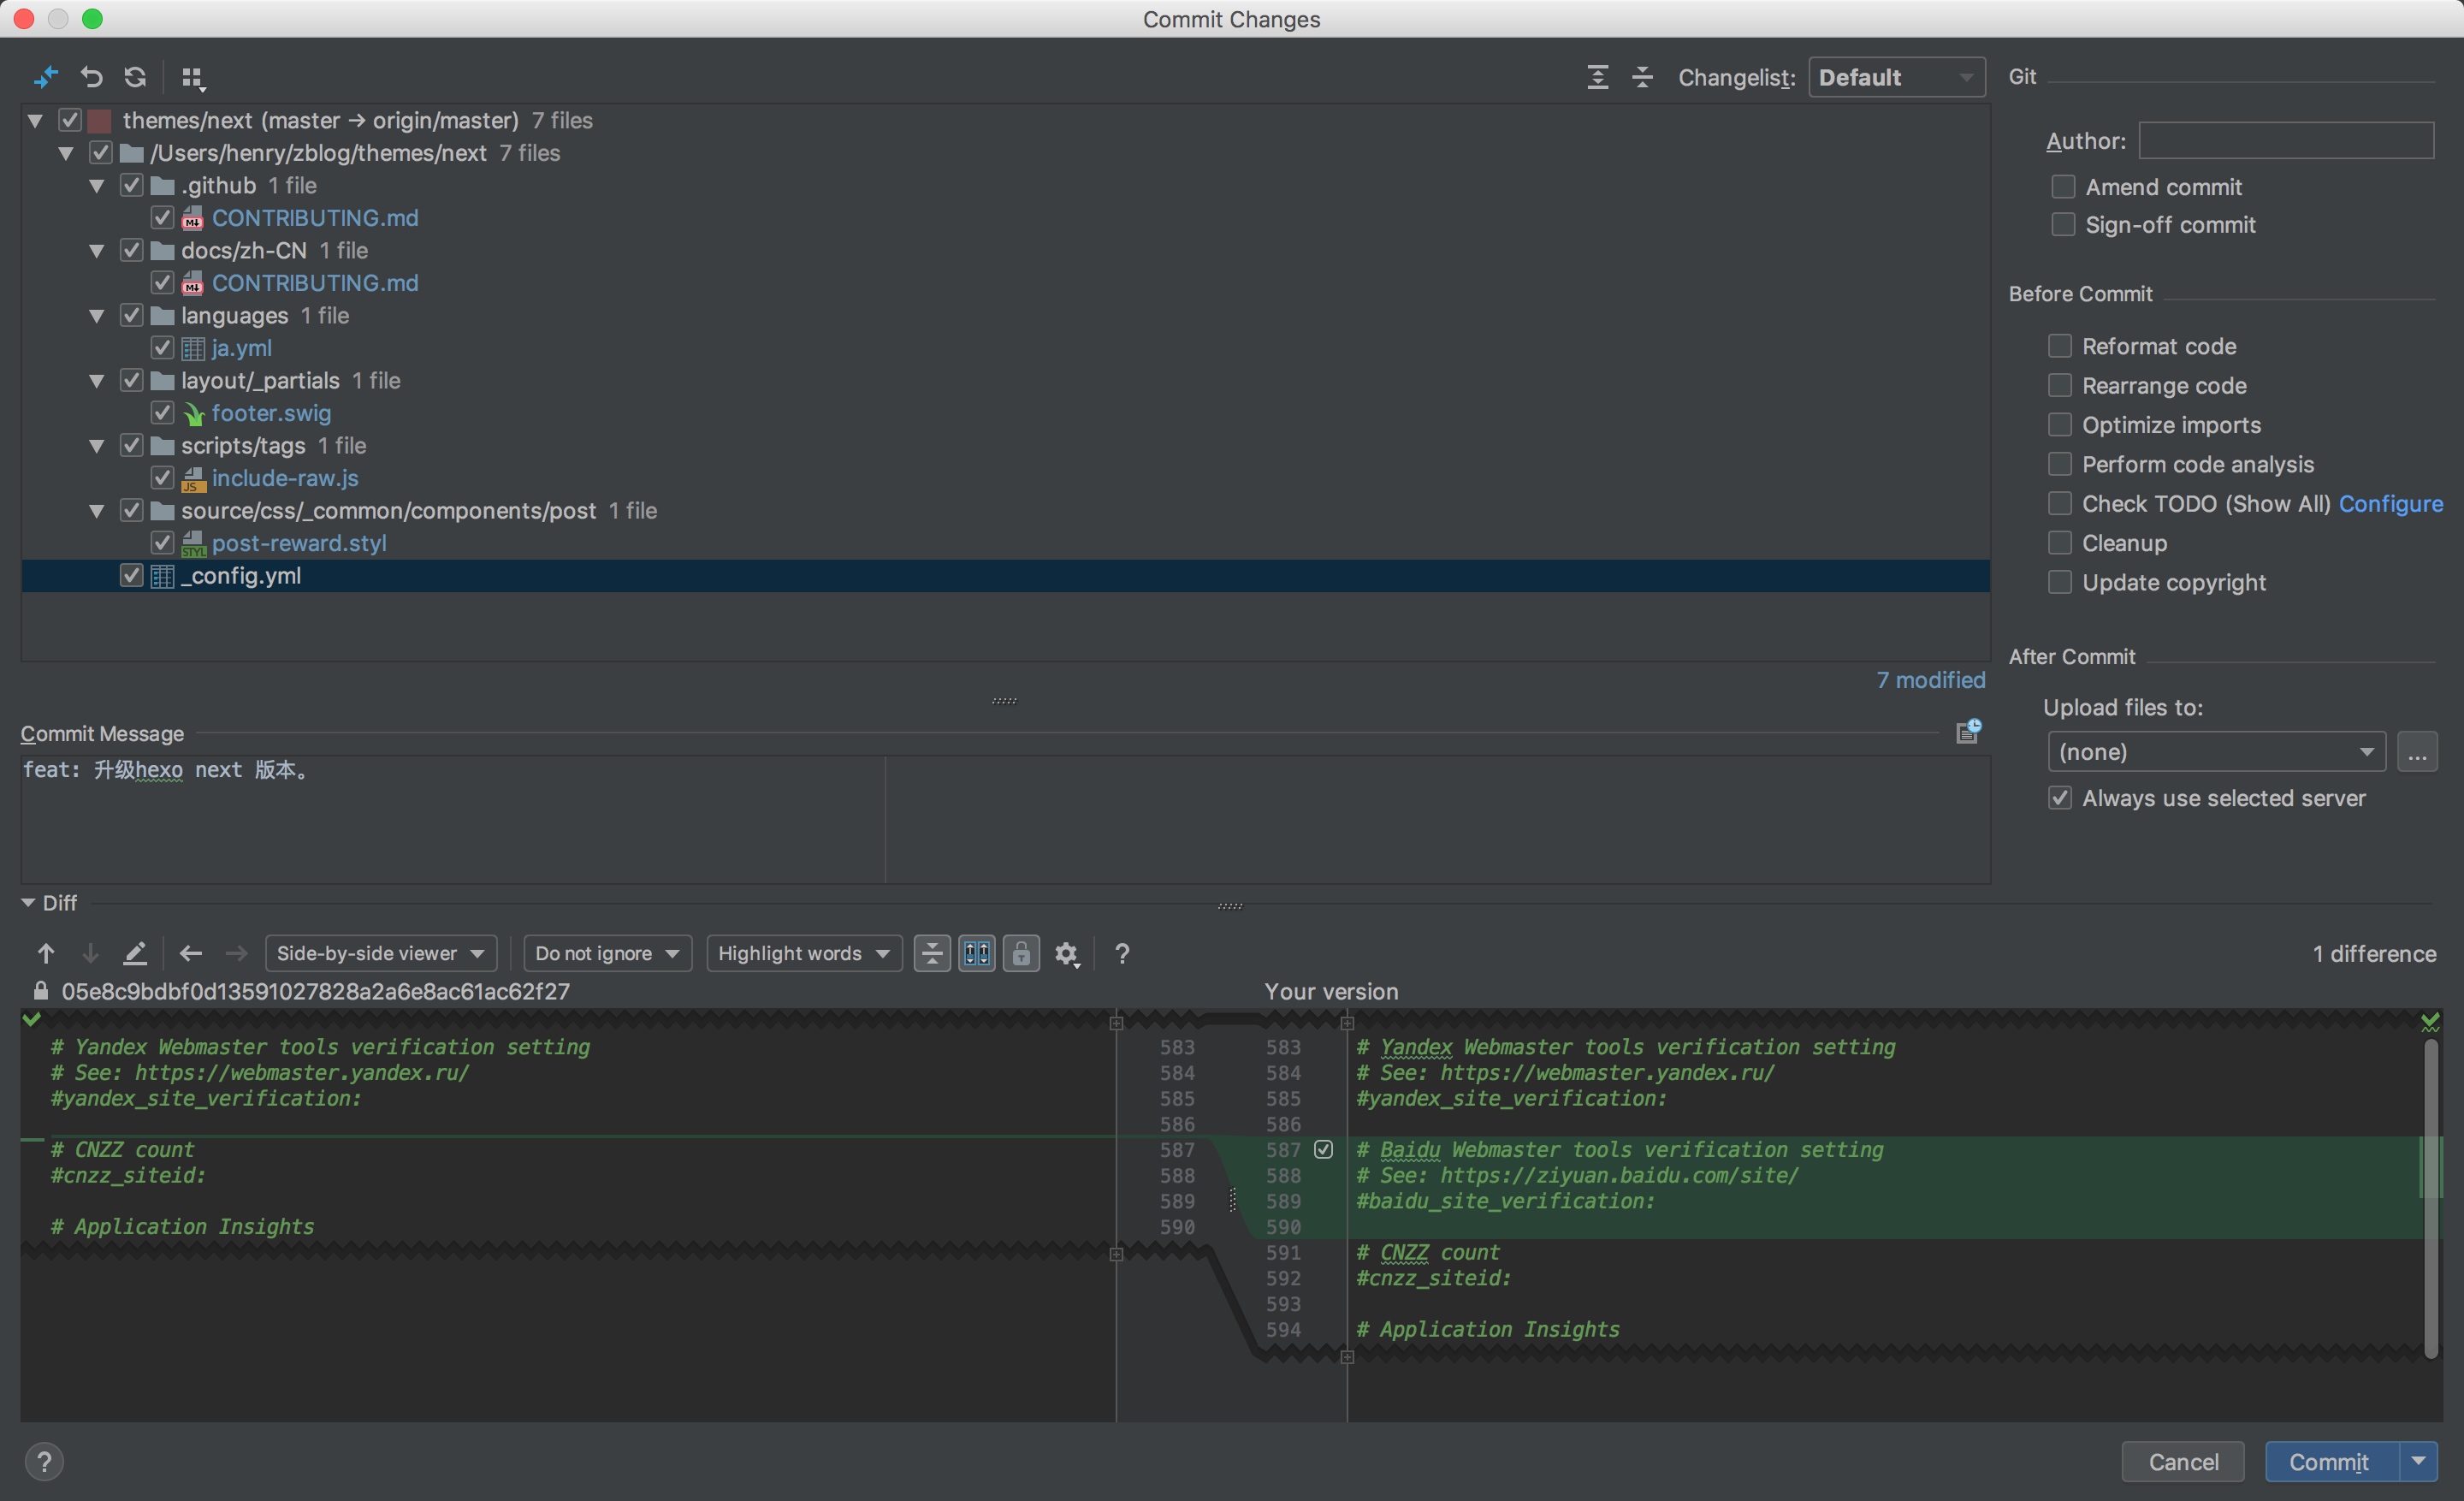 Commit Changes
Changelist: Default
themes/next (master → origin/master) 7 files
/Users/henry/zblog/themes/next 7 files
.github 1 file
CONTRIBUTING.md
docs/zh-CN 1 file
CONTRIBUTING.md
languages 1 file
ja.yml
layout/_partials 1 file
footer.swig
scripts/tags 1 file
JS include-raw.js
source/css/_common/components/post 1 file
STYL post-reward.styl
_config.yml
7 modified
Git
Author:
Amend commit
Sign-off commit
Before Commit
Reformat code
Rearrange code
Optimize imports
Perform code analysis
Check TODO (Show All) Configure
Cleanup
Update copyright
After Commit
Upload files to:
(none) ...
Always use selected server
Commit Message
feat: 升级hexo next 版本。
Diff
Side-by-side viewer Do not ignore Highlight words ? 1 difference
05e8c9bdbf0d13591027828a2a6e8ac61ac62f27
# Yandex Webmaster tools verification setting 583
# See: https://webmaster.yandex.ru/ 584
#yandex_site_verification: 585
586
# CNZZ count 587
#cnzz_siteid: 588
589
# Application Insights 590
Your version
583 # Yandex Webmaster tools verification setting
584 # See: https://webmaster.yandex.ru/
585 #yandex_site_verification:
586
587 # Baidu Webmaster tools verification setting
588 # See: https://ziyuan.baidu.com/site/
589 #baidu_site_verification:
590
591 # CNZZ count
592 #cnzz_siteid:
593
594 # Application Insights
? Cancel Commit